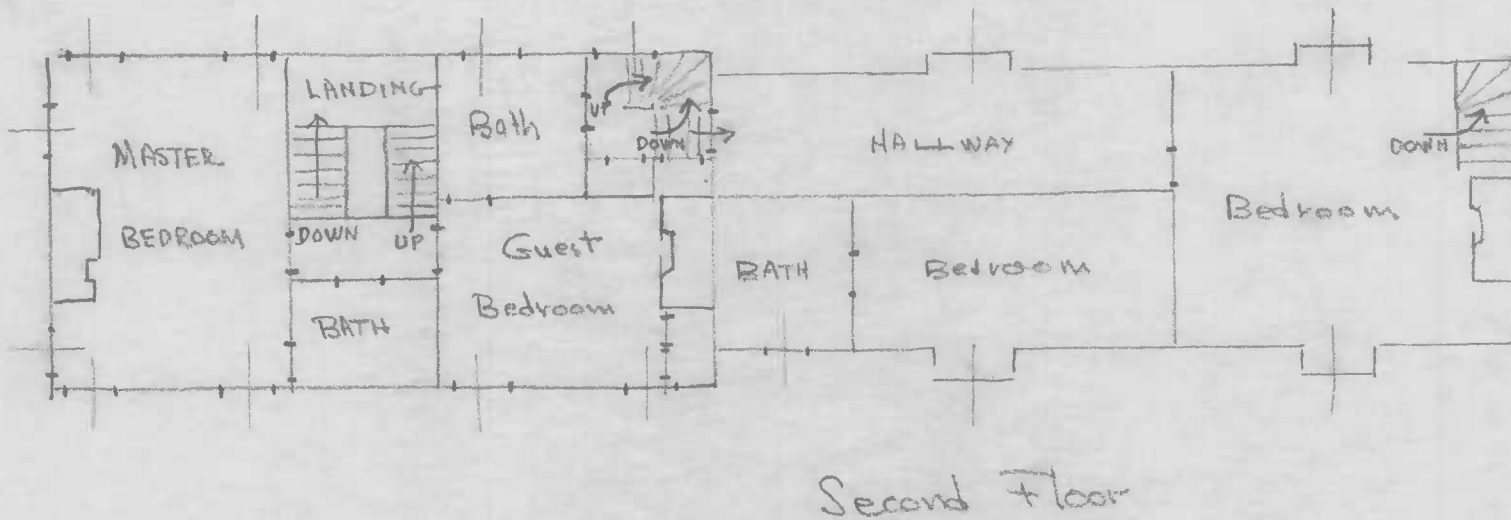 LANDING
MASTER
BEDROOM
DOWN
UP
BATH
Bath
UP
DOWN
Guest
Bedroom
HALLWAY
BATH
Bedroom
Bedroom
DOWN
Second Floor